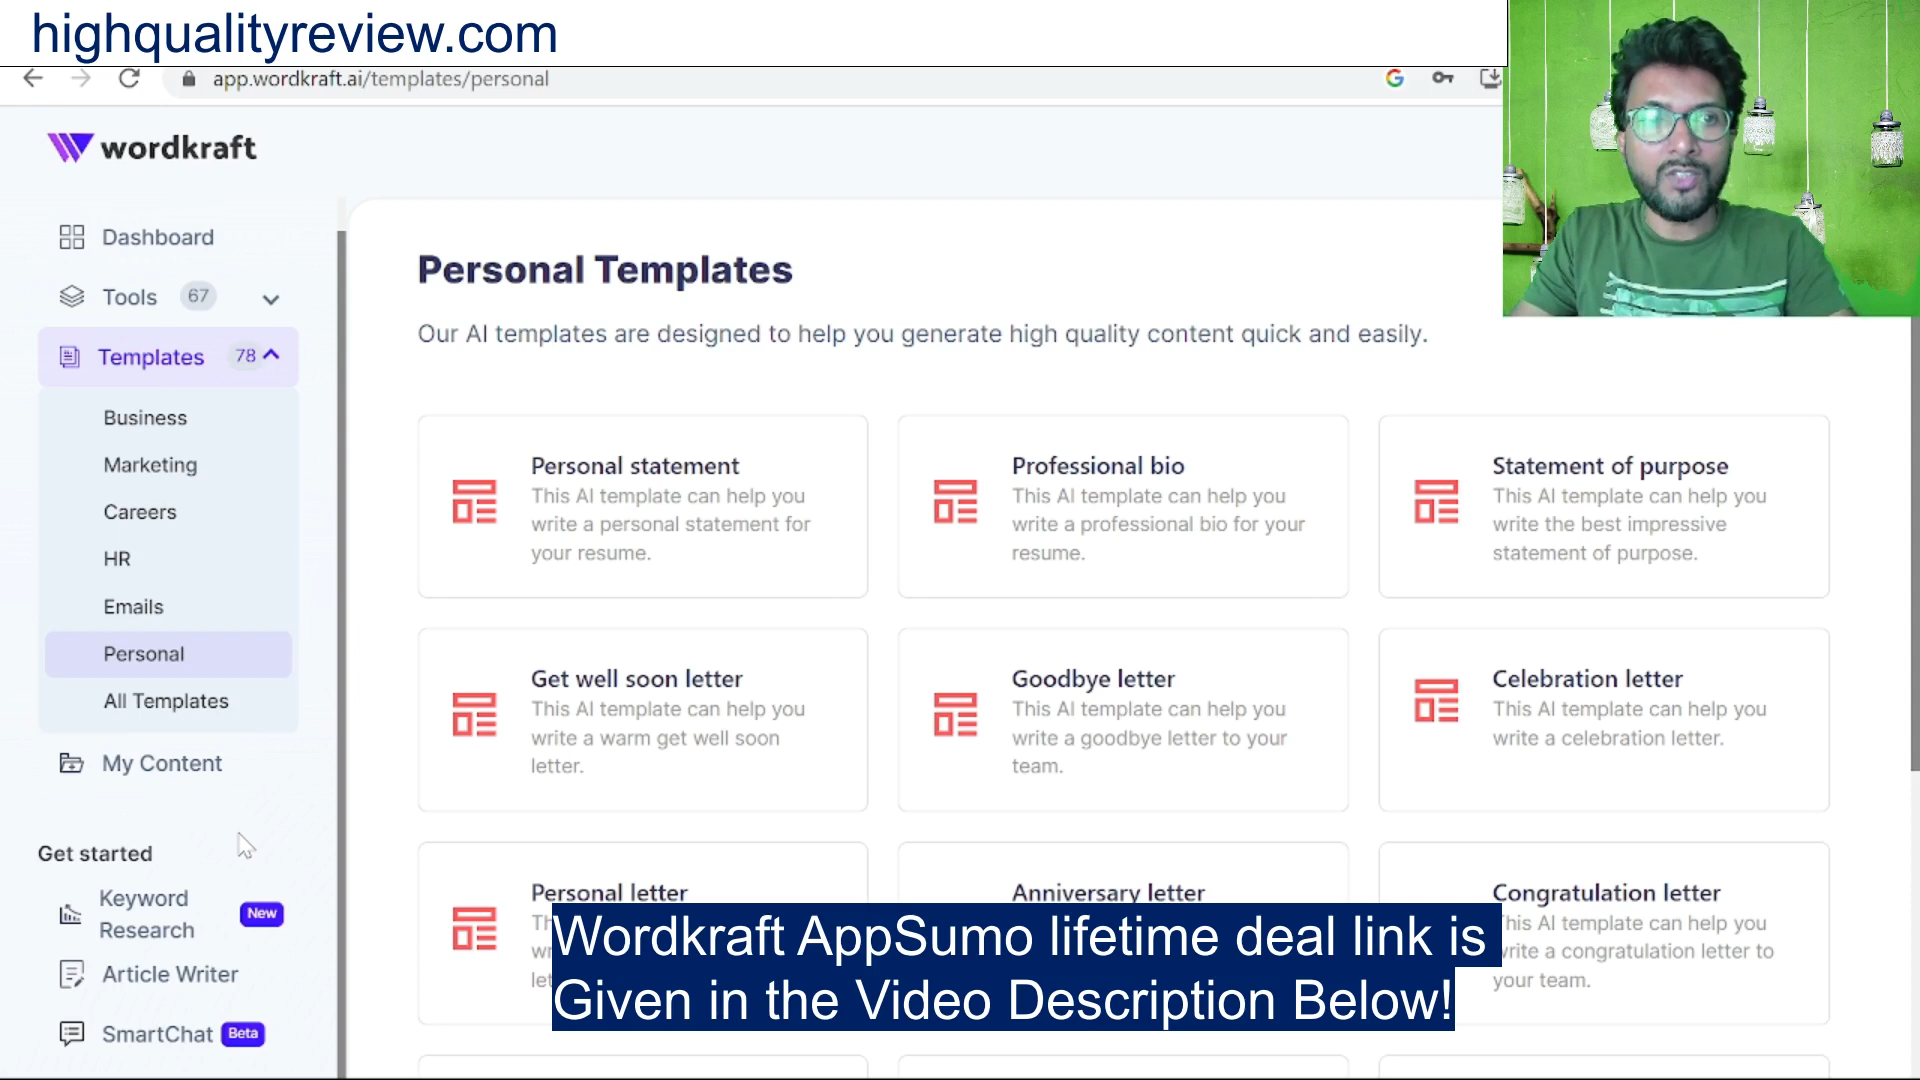 highqualityreview.com
app.wordkraft.ai/templates/personal
wordkraft
Dashboard
Tools 67
Templates 78
Business
Marketing
Careers
HR
Emails
Personal
All Templates
My Content
Get started
Keyword
Research
New
Article Writer
SmartChat Beta
Personal Templates
Our AI templates are designed to help you generate high quality content quick and easily.
Personal statement
This AI template can help you
write a personal statement for
your resume.
Professional bio
This AI template can help you
write a professional bio for your
resume.
Statement of purpose
This AI template can help you
write the best impressive
statement of purpose.
Get well soon letter
This AI template can help you
write a warm get well soon
letter.
Goodbye letter
This AI template can help you
write a goodbye letter to your
team.
Celebration letter
This AI template can help you
write a celebration letter.
Personal letter
Anniversary letter
Congratulation letter
This AI template can help you
write a congratulation letter to
your team.
Wordkraft AppSumo lifetime deal link is
Given in the Video Description Below!